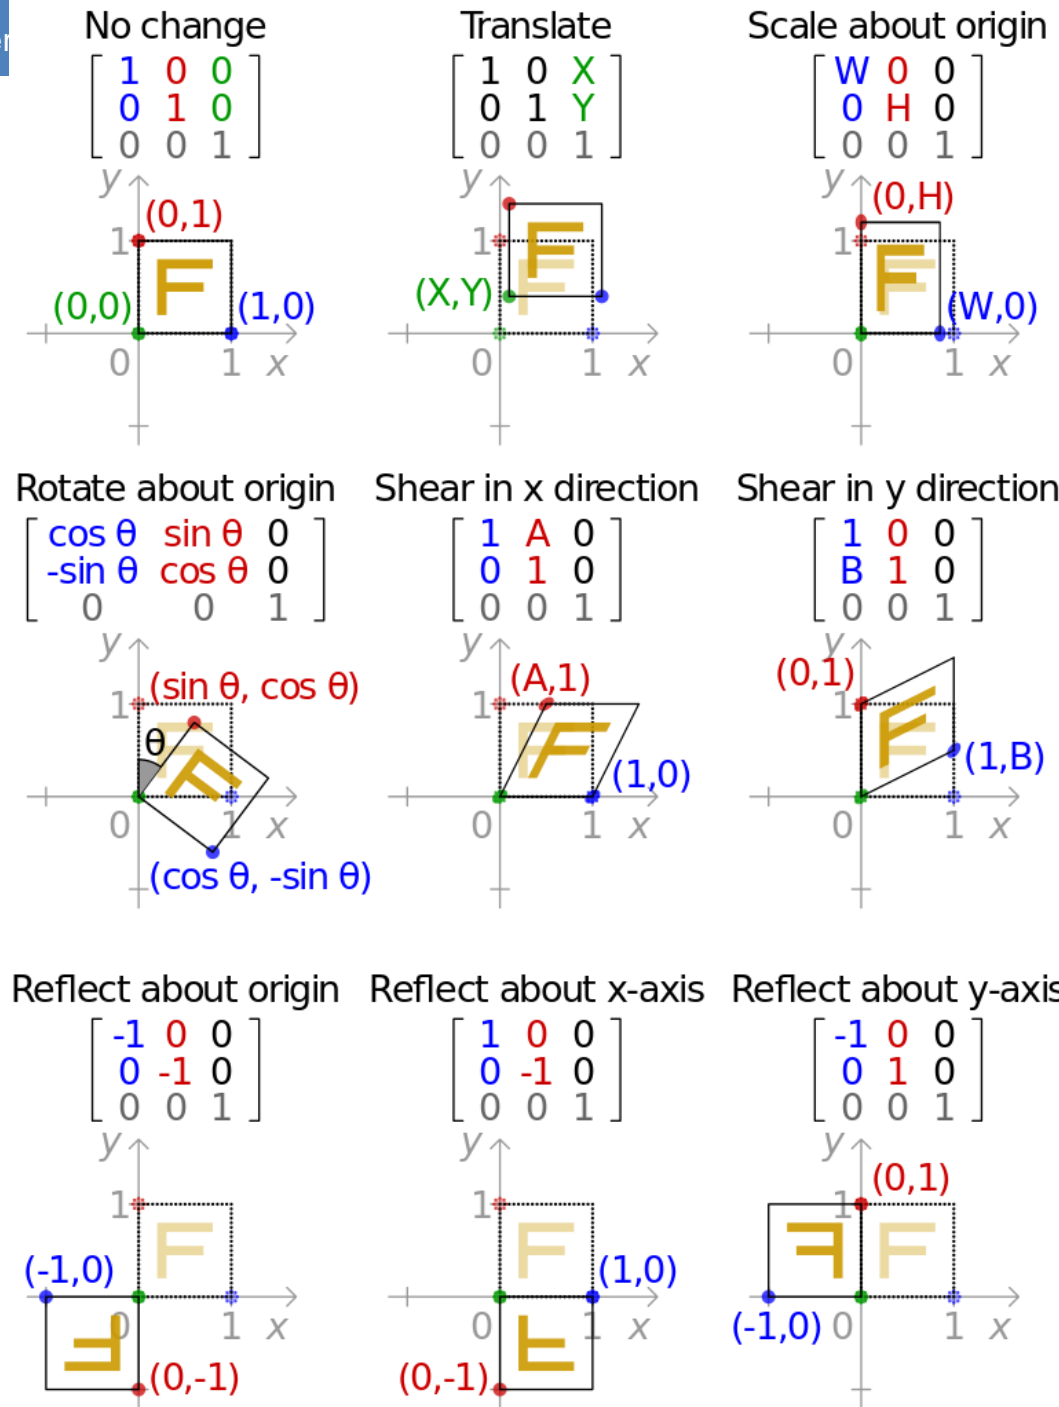 er
No change Translate Scale about origin
1 0 0 1 0 X W 0 0
0 1 0 0 1 Y 0 H 0
0 0 1 0 0 1 0 0 1
y y y
(0,1) (0,H)
1 1 1
(0,0) (1,0) (X,Y) (W,0)
0 1 x 0 1 x 0 1 x
Rotate about origin Shear in x direction Shear in y direction
cos θ sin θ 0 1 A 0 1 0 0
-sin θ cos θ 0 0 1 0 B 1 0
0 0 1 0 0 1 0 0 1
y y y
(sin θ, cos θ) (A,1) (0,1)
1 1 1
θ (1,0) (1,B)
0 1 x 0 1 x 0 1 x
(cos θ, -sin θ)
Reflect about origin Reflect about x-axis Reflect about y-axis
-1 0 0 1 0 0 -1 0 0
0 -1 0 0 -1 0 0 1 0
0 0 1 0 0 1 0 0 1
y y y
(0,1)
1 1 1
(-1,0) (1,0)
0 1 x 0 1 x (-1,0) 0 1 x
(0,-1) (0,-1)